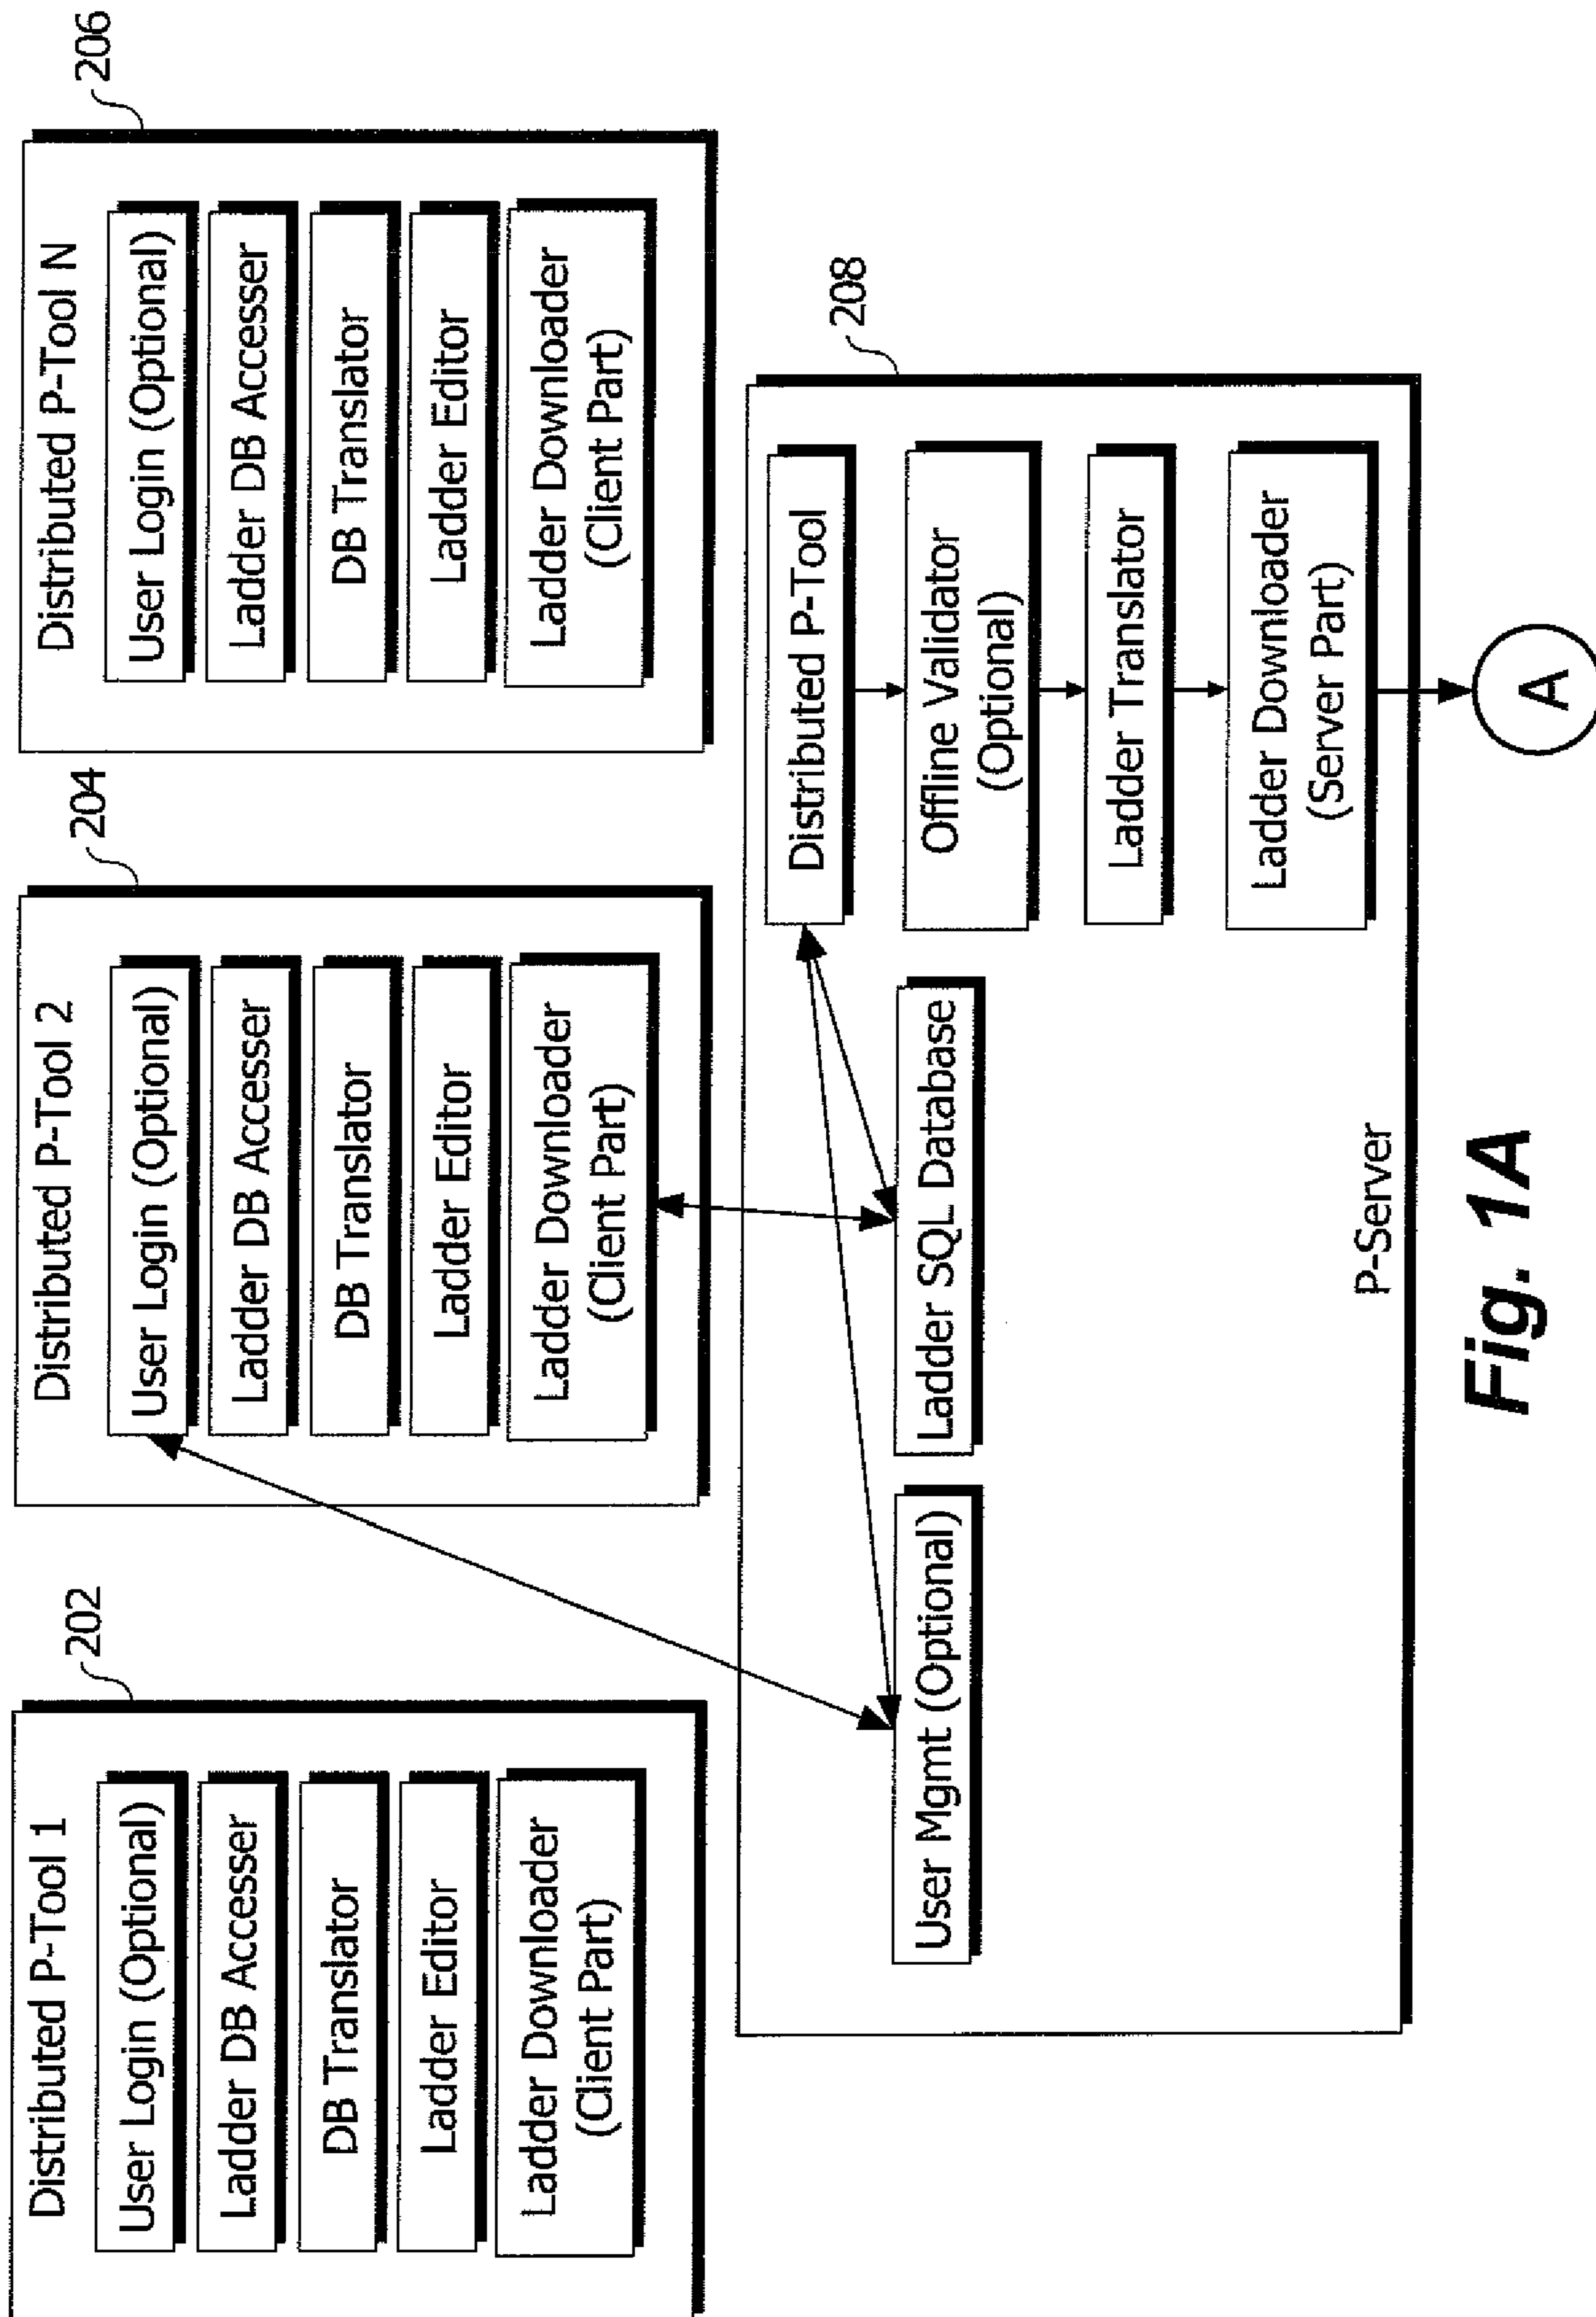 202
Distributed P-Tool 1
User Login (Optional)
Ladder DB Accesser
DB Translator
Ladder Editor
Ladder Downloader
(Client Part)
204
Distributed P-Tool 2
User Login (Optional)
Ladder DB Accesser
DB Translator
Ladder Editor
Ladder Downloader
(Client Part)
206
Distributed P-Tool N
User Login (Optional)
Ladder DB Accesser
DB Translator
Ladder Editor
Ladder Downloader
(Client Part)
208
User Mgmt (Optional)
Ladder SQL Database
Distributed P-Tool
Offline Validator
(Optional)
Ladder Translator
Ladder Downloader
(Server Part)
P-Server
A
Fig. 1A